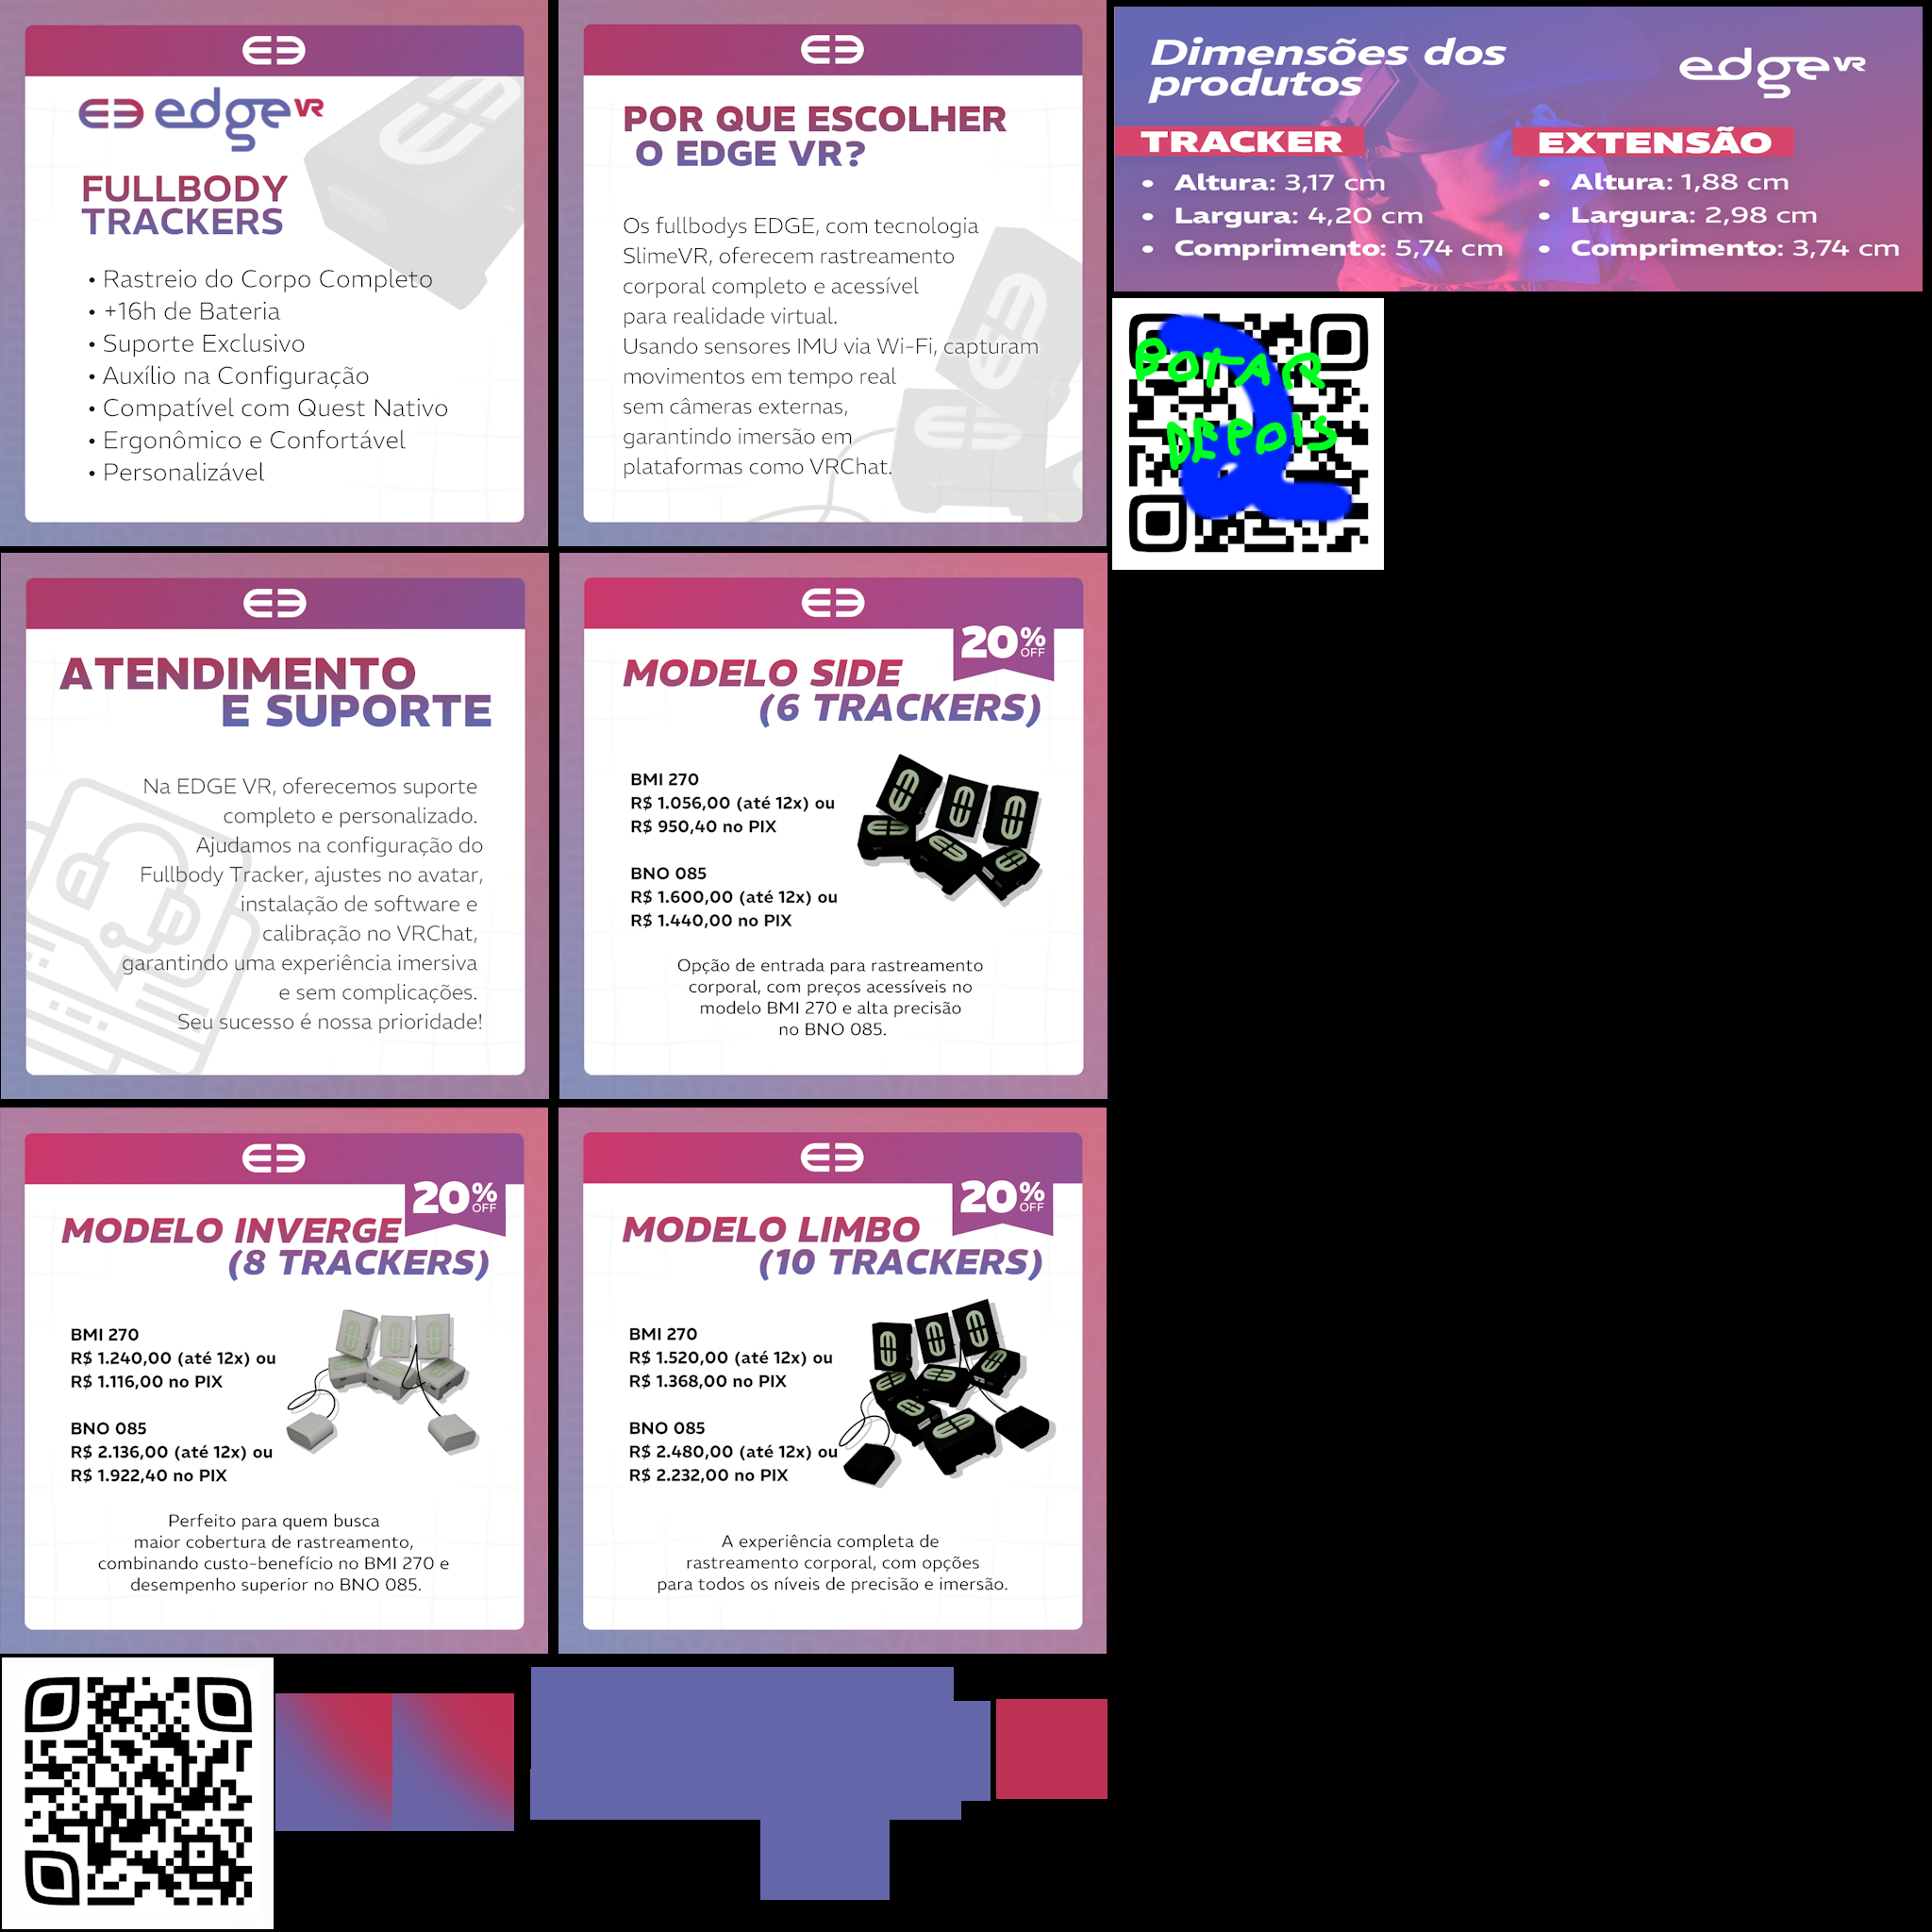 edge VR
FULLBODY
TRACKERS
• Rastreio do Corpo Completo
• +16h de Bateria
• Suporte Exclusivo
• Auxílio na Configuração
• Compatível com Quest Nativo
• Ergonômico e Confortável
• Personalizável
POR QUE ESCOLHER
O EDGE VR?
Os fullbodys EDGE, com tecnologia
SlimeVR, oferecem rastreamento
corporal completo e acessível
para realidade virtual.
Usando sensores IMU via Wi-Fi, capturam
movimentos em tempo real
sem câmeras externas,
garantindo imersão em
plataformas como VRChat.
Dimensões dos
produtos
edge VR
TRACKER
• Altura: 3,17 cm
• Largura: 4,20 cm
• Comprimento: 5,74 cm
EXTENSÃO
• Altura: 1,88 cm
• Largura: 2,98 cm
• Comprimento: 3,74 cm
BOTAR
DEPOIS
ATENDIMENTO
E SUPORTE
Na EDGE VR, oferecemos suporte
completo e personalizado.
Ajudamos na configuração do
Fullbody Tracker, ajustes no avatar,
instalação de software e
calibração no VRChat,
garantindo uma experiência imersiva
e sem complicações.
Seu sucesso é nossa prioridade!
20% OFF
MODELO SIDE
(6 TRACKERS)
BMI 270
R$ 1.056,00 (até 12x) ou
R$ 950,40 no PIX
BNO 085
R$ 1.600,00 (até 12x) ou
R$ 1.440,00 no PIX
Opção de entrada para rastreamento
corporal, com preços acessíveis no
modelo BMI 270 e alta precisão
no BNO 085.
20% OFF
MODELO INVERGE
(8 TRACKERS)
BMI 270
R$ 1.240,00 (até 12x) ou
R$ 1.116,00 no PIX
BNO 085
R$ 2.136,00 (até 12x) ou
R$ 1.922,40 no PIX
Perfeito para quem busca
maior cobertura de rastreamento,
combinando custo-benefício no BMI 270 e
desempenho superior no BNO 085.
20% OFF
MODELO LIMBO
(10 TRACKERS)
BMI 270
R$ 1.520,00 (até 12x) ou
R$ 1.368,00 no PIX
BNO 085
R$ 2.480,00 (até 12x) ou
R$ 2.232,00 no PIX
A experiência completa de
rastreamento corporal, com opções
para todos os níveis de precisão e imersão.